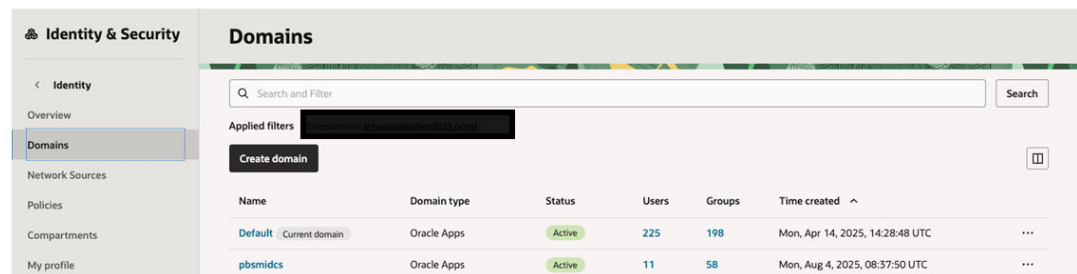 Identity & Security
Domains
Identity
Search and Filter
Search
Overview
Applied filters
Domains
Create domain
Network Sources
Name Domain type Status Users Groups Time created
Policies
Default Current domain Oracle Apps Active 225 198 Mon, Apr 14, 2025, 14:28:48 UTC
Compartments
pbsmidcs Oracle Apps Active 11 58 Mon, Aug 4, 2025, 08:37:50 UTC
My profile